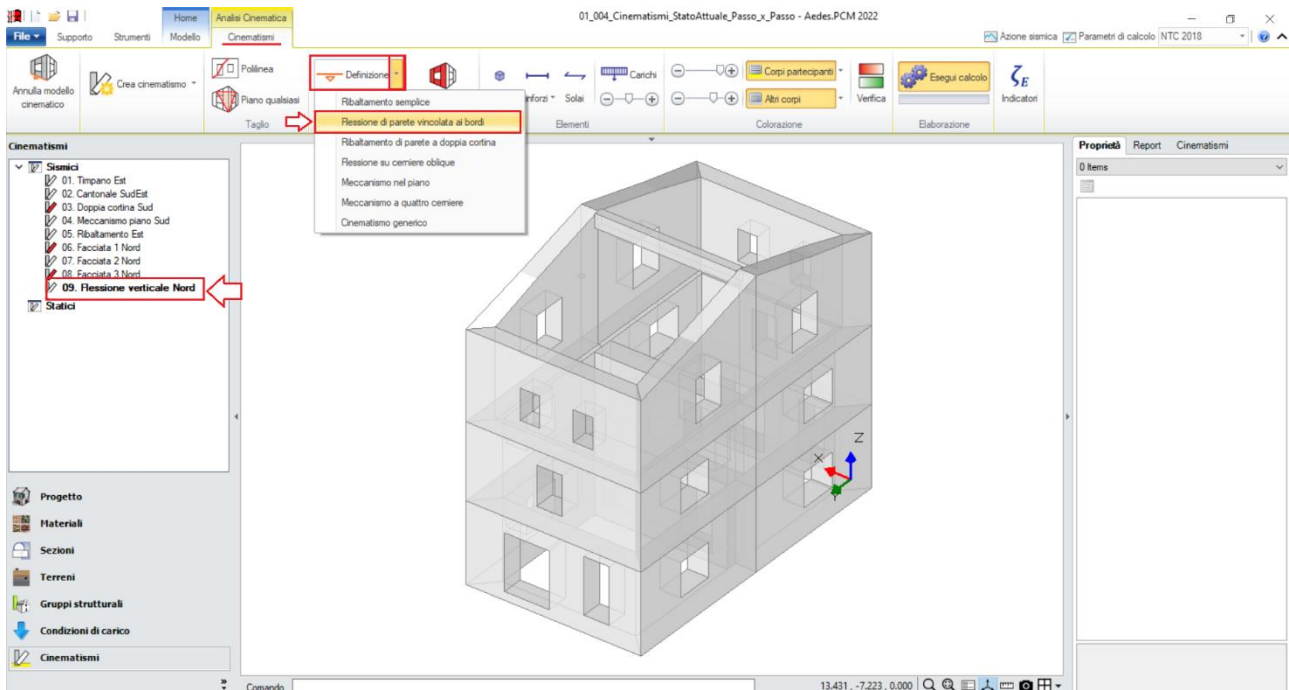 Home
Analisi Cinematica
01_004_Cinematismi_StatoAttuale_Passo_x_Passo - Aedes.PCM 2022
File
Supporto
Strumenti
Modello
Cinematismi
Azione sismica
Parametri di calcolo
NTC 2018
Annulla modello cinematico
Crea cinematismo
Polilinea
Piano qualsiasi
Taglio
Definizione
Ribaltamento semplice
Flessione di parete vincolata ai bordi
Ribaltamento di parete a doppia cortina
Flessione su cerniere oblique
Meccanismo nel piano
Meccanismo a quattro cerniere
Cinematismo generico
Solai
Carichi
Elementi
Corpi partecipanti
Altri corpi
Colorazione
Verifica
Esegui calcolo
Elaborazione
ζE
Indicatori
Cinematismi
Sismici
01. Timpano Est
02. Cantonale SudEst
03. Doppia cortina Sud
04. Meccanismo piano Sud
05. Ribaltamento Est
06. Facciata 1 Nord
07. Facciata 2 Nord
08. Facciata 3 Nord
09. Flessione verticale Nord
Statici
Progetto
Materiali
Sezioni
Terreni
Gruppi strutturali
Condizioni di carico
Cinematismi
Z
X
Y
Proprietà
Report
Cinematismi
0 Items
Comando
13.431 , -7.223 , 0.000